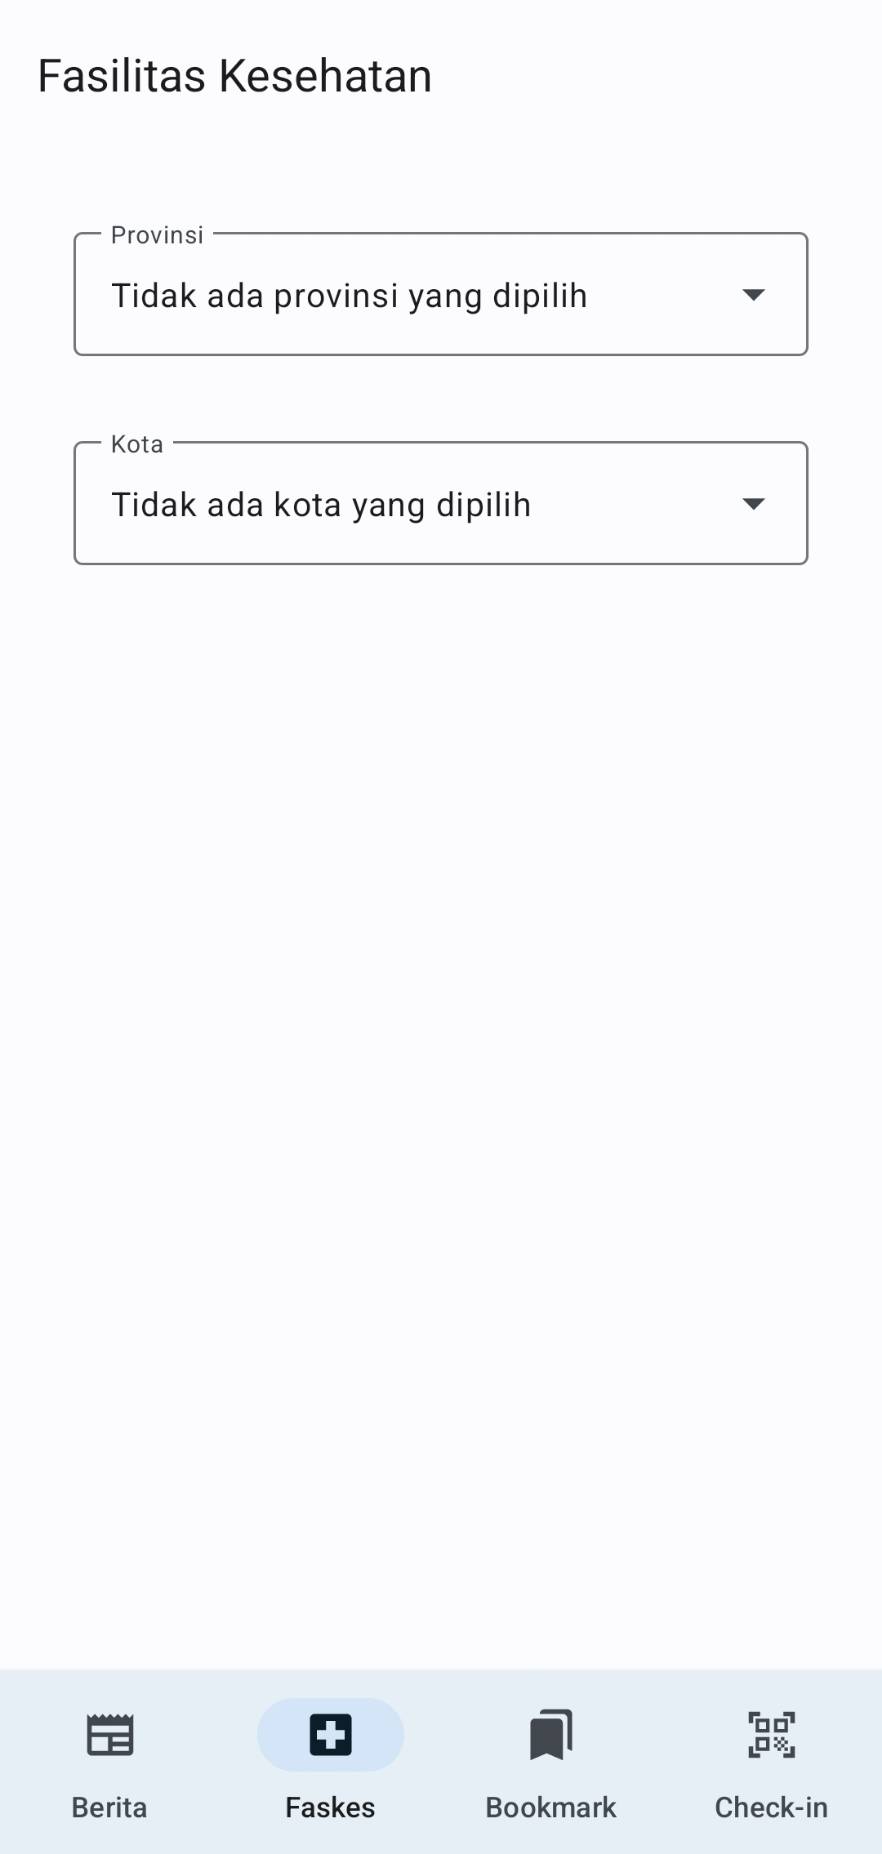 Fasilitas Kesehatan
Provinsi
Tidak ada provinsi yang dipilih
Kota
Tidak ada kota yang dipilih
Berita
Faskes
Bookmark
Check-in